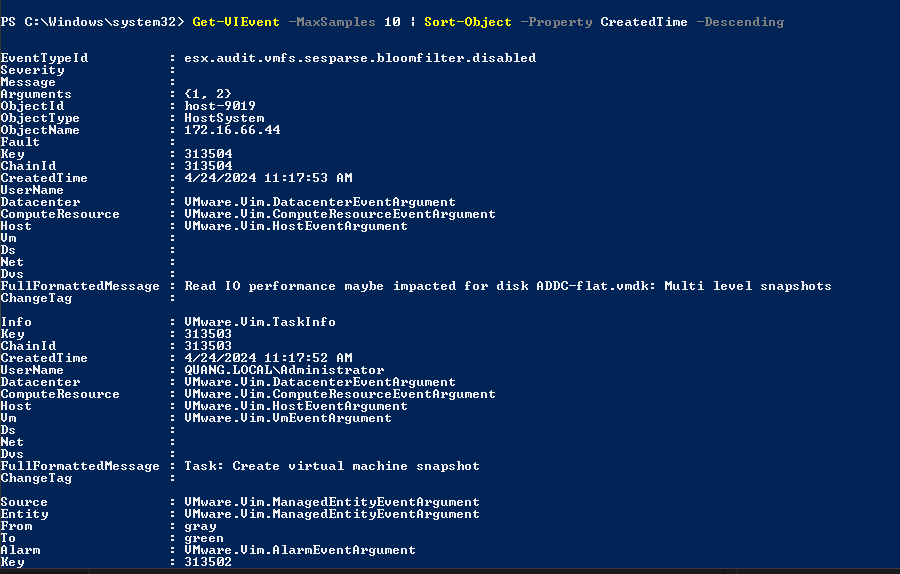 PS C:\Windows\system32> Get-VIEvent -MaxSamples 10 | Sort-Object -Property CreatedTime -Descending
EventTypeId : esx.audit.vmfs.sesparse.bloomfilter.disabled
Severity :
Message :
Arguments : {1, 2}
ObjectId : host-9019
ObjectType : HostSystem
ObjectName : 172.16.66.44
Fault :
Key : 313504
ChainId : 313504
CreatedTime : 4/24/2024 11:17:53 AM
UserName :
Datacenter : VMware.Vim.DatacenterEventArgument
ComputeResource : VMware.Vim.ComputeResourceEventArgument
Host : VMware.Vim.HostEventArgument
Vm :
Ds :
Net :
Dvs :
FullFormattedMessage : Read IO performance maybe impacted for disk ADDC-flat.vmdk: Multi level snapshots
ChangeTag :
Info : VMware.Vim.TaskInfo
Key : 313503
ChainId : 313503
CreatedTime : 4/24/2024 11:17:52 AM
UserName : QUANG.LOCAL\Administrator
Datacenter : VMware.Vim.DatacenterEventArgument
ComputeResource : VMware.Vim.ComputeResourceEventArgument
Host : VMware.Vim.HostEventArgument
Vm : VMware.Vim.VmEventArgument
Ds :
Net :
Dvs :
FullFormattedMessage : Task: Create virtual machine snapshot
ChangeTag :
Source : VMware.Vim.ManagedEntityEventArgument
Entity : VMware.Vim.ManagedEntityEventArgument
From : gray
To : green
Alarm : VMware.Vim.AlarmEventArgument
Key : 313502